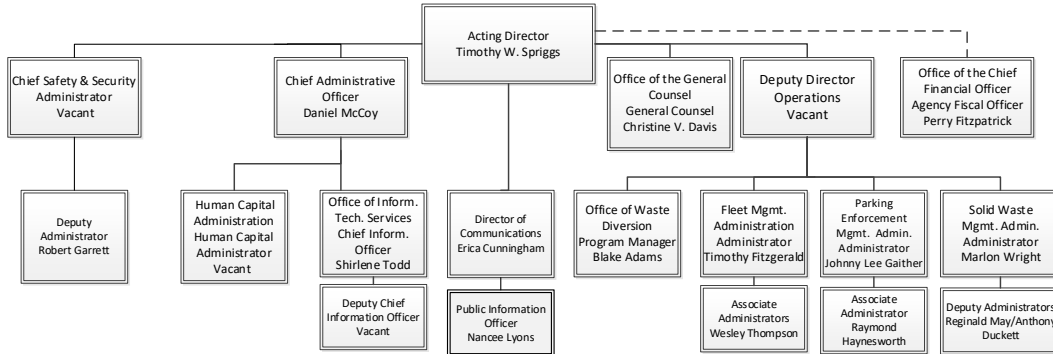 Acting Director
Timothy W. Spriggs
Chief Safety & Security
Administrator
Vacant
Chief Administrative
Officer
Daniel McCoy
Office of the General
Counsel
General Counsel
Christine V. Davis
Deputy Director
Operations
Vacant
Office of the Chief
Financial Officer
Agency Fiscal Officer
Perry Fitzpatrick
Deputy
Administrator
Robert Garrett
Human Capital
Administration
Human Capital
Administrator
Vacant
Office of Inform.
Tech. Services
Chief Inform.
Officer
Shirlene Todd
Director of
Communications
Erica Cunningham
Office of Waste
Diversion
Program Manager
Blake Adams
Fleet Mgmt.
Administration
Administrator
Timothy Fitzgerald
Parking
Enforcement
Mgmt. Admin.
Administrator
Johnny Lee Gaither
Solid Waste
Mgmt. Admin.
Administrator
Marlon Wright
Deputy Chief
Information Officer
Vacant
Public Information
Officer
Nancee Lyons
Associate
Administrators
Wesley Thompson
Associate
Administrator
Raymond
Haynesworth
Deputy Administrators
Reginald May/Anthony
Duckett